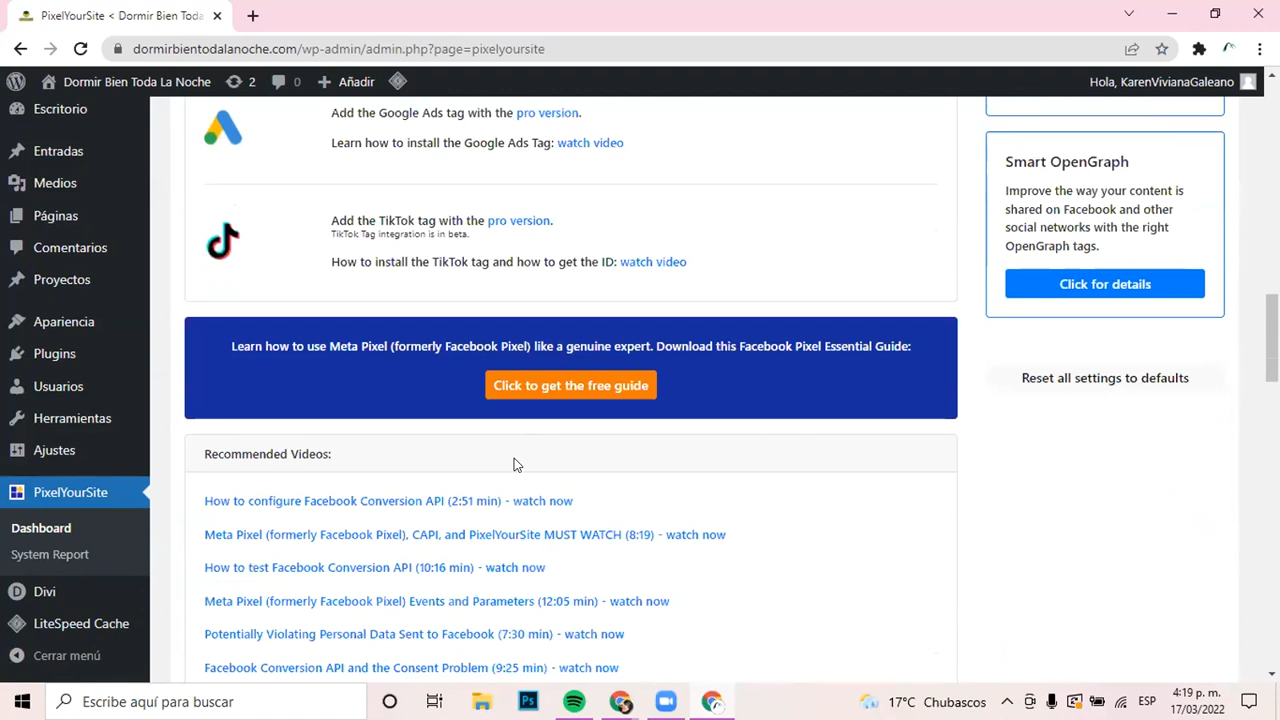 PixelYourSite < Dormir Bien Toda
dormirbientodalanoche.com/wp-admin/admin.php?page=pixelyoursite
Dormir Bien Toda La Noche
2
0
Añadir
Hola, KarenVivianaGaleano
Escritorio
Entradas
Medios
Páginas
Comentarios
Proyectos
Apariencia
Plugins
Usuarios
Herramientas
Ajustes
PixelYourSite
Dashboard
System Report
Divi
LiteSpeed Cache
Cerrar menú
Add the Google Ads tag with the pro version.
Learn how to install the Google Ads Tag: watch video
Add the TikTok tag with the pro version.
TikTok Tag integration is in beta.
How to install the TikTok tag and how to get the ID: watch video
Learn how to use Meta Pixel (formerly Facebook Pixel) like a genuine expert. Download this Facebook Pixel Essential Guide:
Click to get the free guide
Recommended Videos:
How to configure Facebook Conversion API (2:51 min) - watch now
Meta Pixel (formerly Facebook Pixel), CAPI, and PixelYourSite MUST WATCH (8:19) - watch now
How to test Facebook Conversion API (10:16 min) - watch now
Meta Pixel (formerly Facebook Pixel) Events and Parameters (12:05 min) - watch now
Potentially Violating Personal Data Sent to Facebook (7:30 min) - watch now
Facebook Conversion API and the Consent Problem (9:25 min) - watch now
Smart OpenGraph
Improve the way your content is
shared on Facebook and other
social networks with the right
OpenGraph tags.
Click for details
Reset all settings to defaults
Escribe aquí para buscar
Ps
17°C Chubascos
ESP
4:19 p. m.
17/03/2022